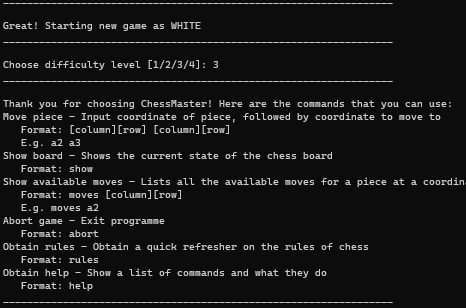 Great! Starting new game as WHITE
Choose difficulty level [1/2/3/4]: 3
Thank you for choosing ChessMaster! Here are the commands that you can use:
Move piece - Input coordinate of piece, followed by coordinate to move to
Format: [column][row] [column][row]
E.g. a2 a3
Show board - Shows the current state of the chess board
Format: show
Show available moves - Lists all the available moves for a piece at a coordin
Format: moves [column][row]
E.g. moves a2
Abort game - Exit programme
Format: abort
Obtain rules - Obtain a quick refresher on the rules of chess
Format: rules
Obtain help - Show a list of commands and what they do
Format: help